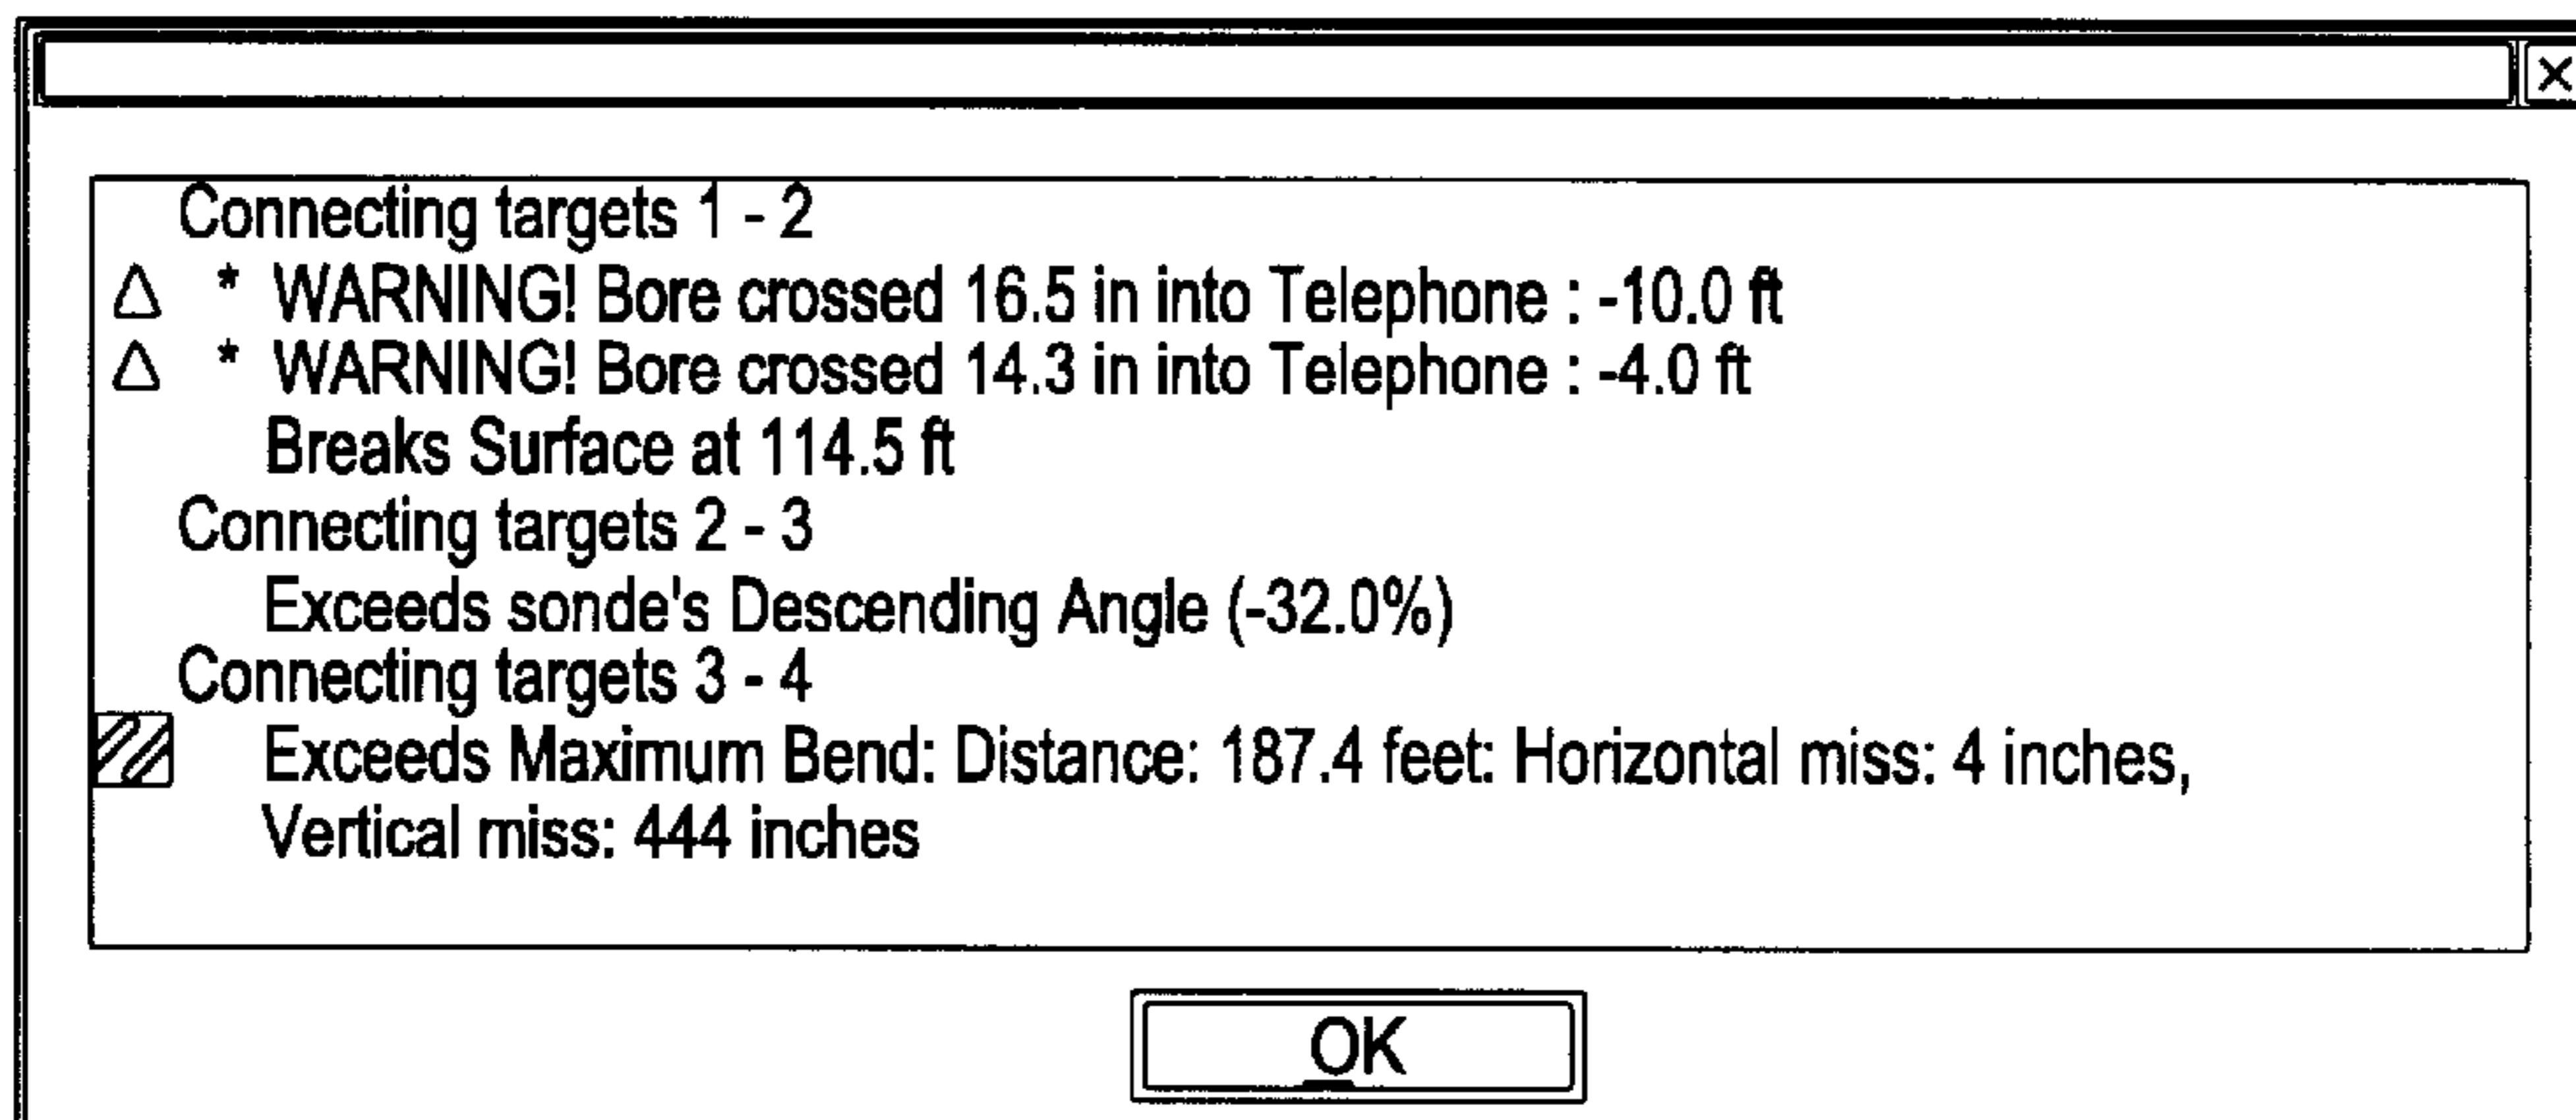 Connecting targets 1 - 2
* WARNING! Bore crossed 16.5 in into Telephone : -10.0 ft
* WARNING! Bore crossed 14.3 in into Telephone : -4.0 ft
Breaks Surface at 114.5 ft
Connecting targets 2 - 3
Exceeds sonde's Descending Angle (-32.0%)
Connecting targets 3 - 4
Exceeds Maximum Bend: Distance: 187.4 feet: Horizontal miss: 4 inches,
Vertical miss: 444 inches
OK